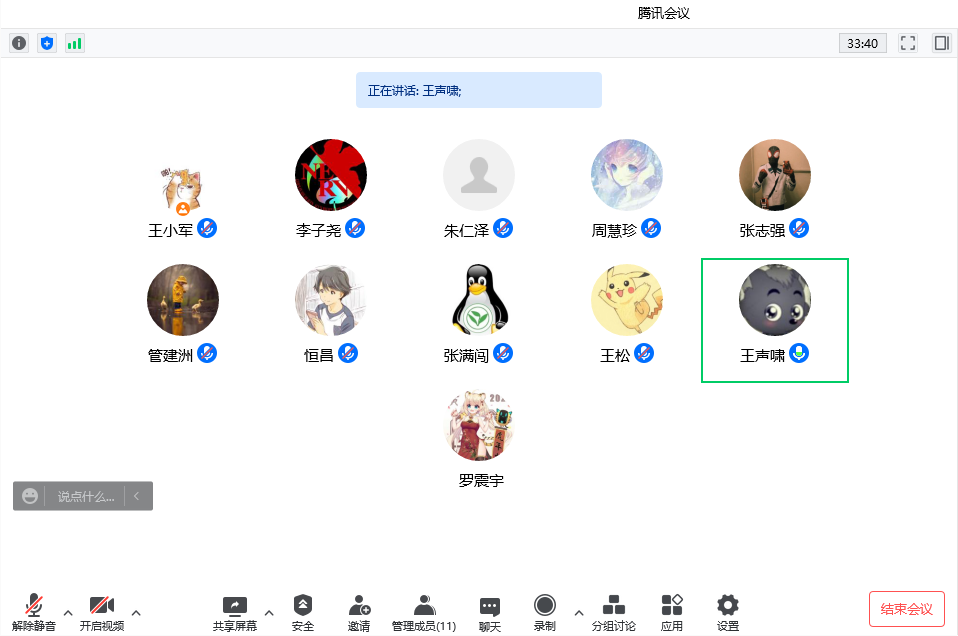 腾讯会议
33:40
正在讲话: 王声啸;
王小军
李子尧
朱仁泽
周慧珍
张志强
管建洲
恒昌
张满闯
王松
王声啸
罗震宇
说点什么...
解除静音
开启视频
共享屏幕
安全
邀请
管理成员(11)
聊天
录制
分组讨论
应用
设置
结束会议